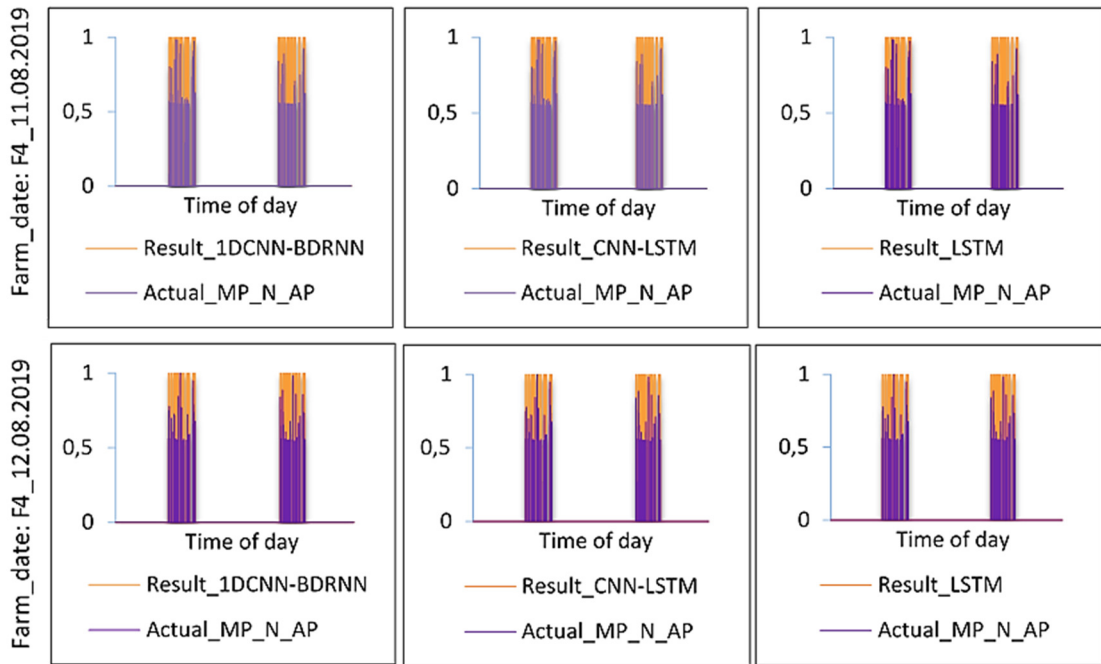 Farm_date: F4_11.08.2019
1
0,5
0
Time of day
Result_1DCNN-BDRNN
Actual_MP_N_AP
1
0,5
0
Time of day
Result_CNN-LSTM
Actual_MP_N_AP
1
0,5
0
Time of day
Result_LSTM
Actual_MP_N_AP
Farm_date: F4_12.08.2019
1
0,5
0
Time of day
Result_1DCNN-BDRNN
Actual_MP_N_AP
1
0,5
0
Time of day
Result_CNN-LSTM
Actual_MP_N_AP
1
0,5
0
Time of day
Result_LSTM
Actual_MP_N_AP